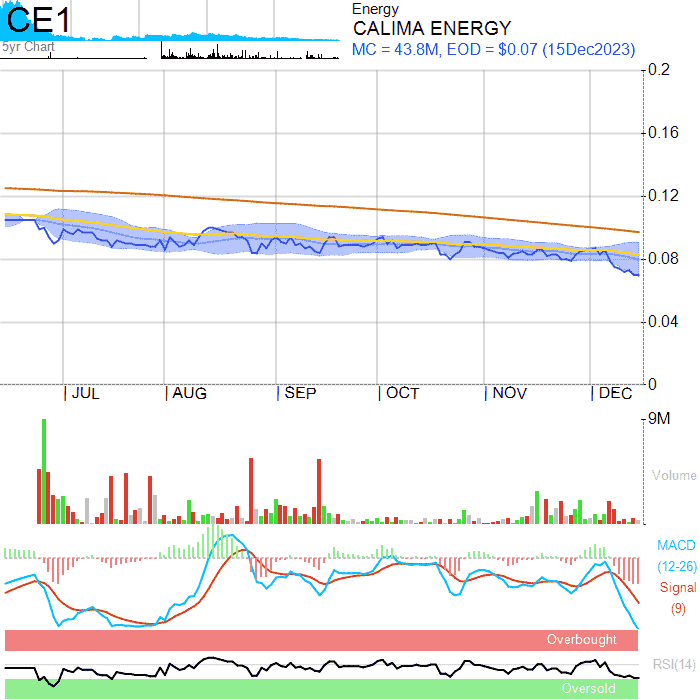 CE1
5yr Chart
Energy
CALIMA ENERGY
MC = 43.8M, EOD = $0.07 (15Dec2023)
0.2
0.16
0.12
0.08
0.04
0
JUL AUG SEP OCT NOV DEC
9M
Volume
MACD
(12-26)
Signal
(9)
Overbought
RSI(14)
Oversold